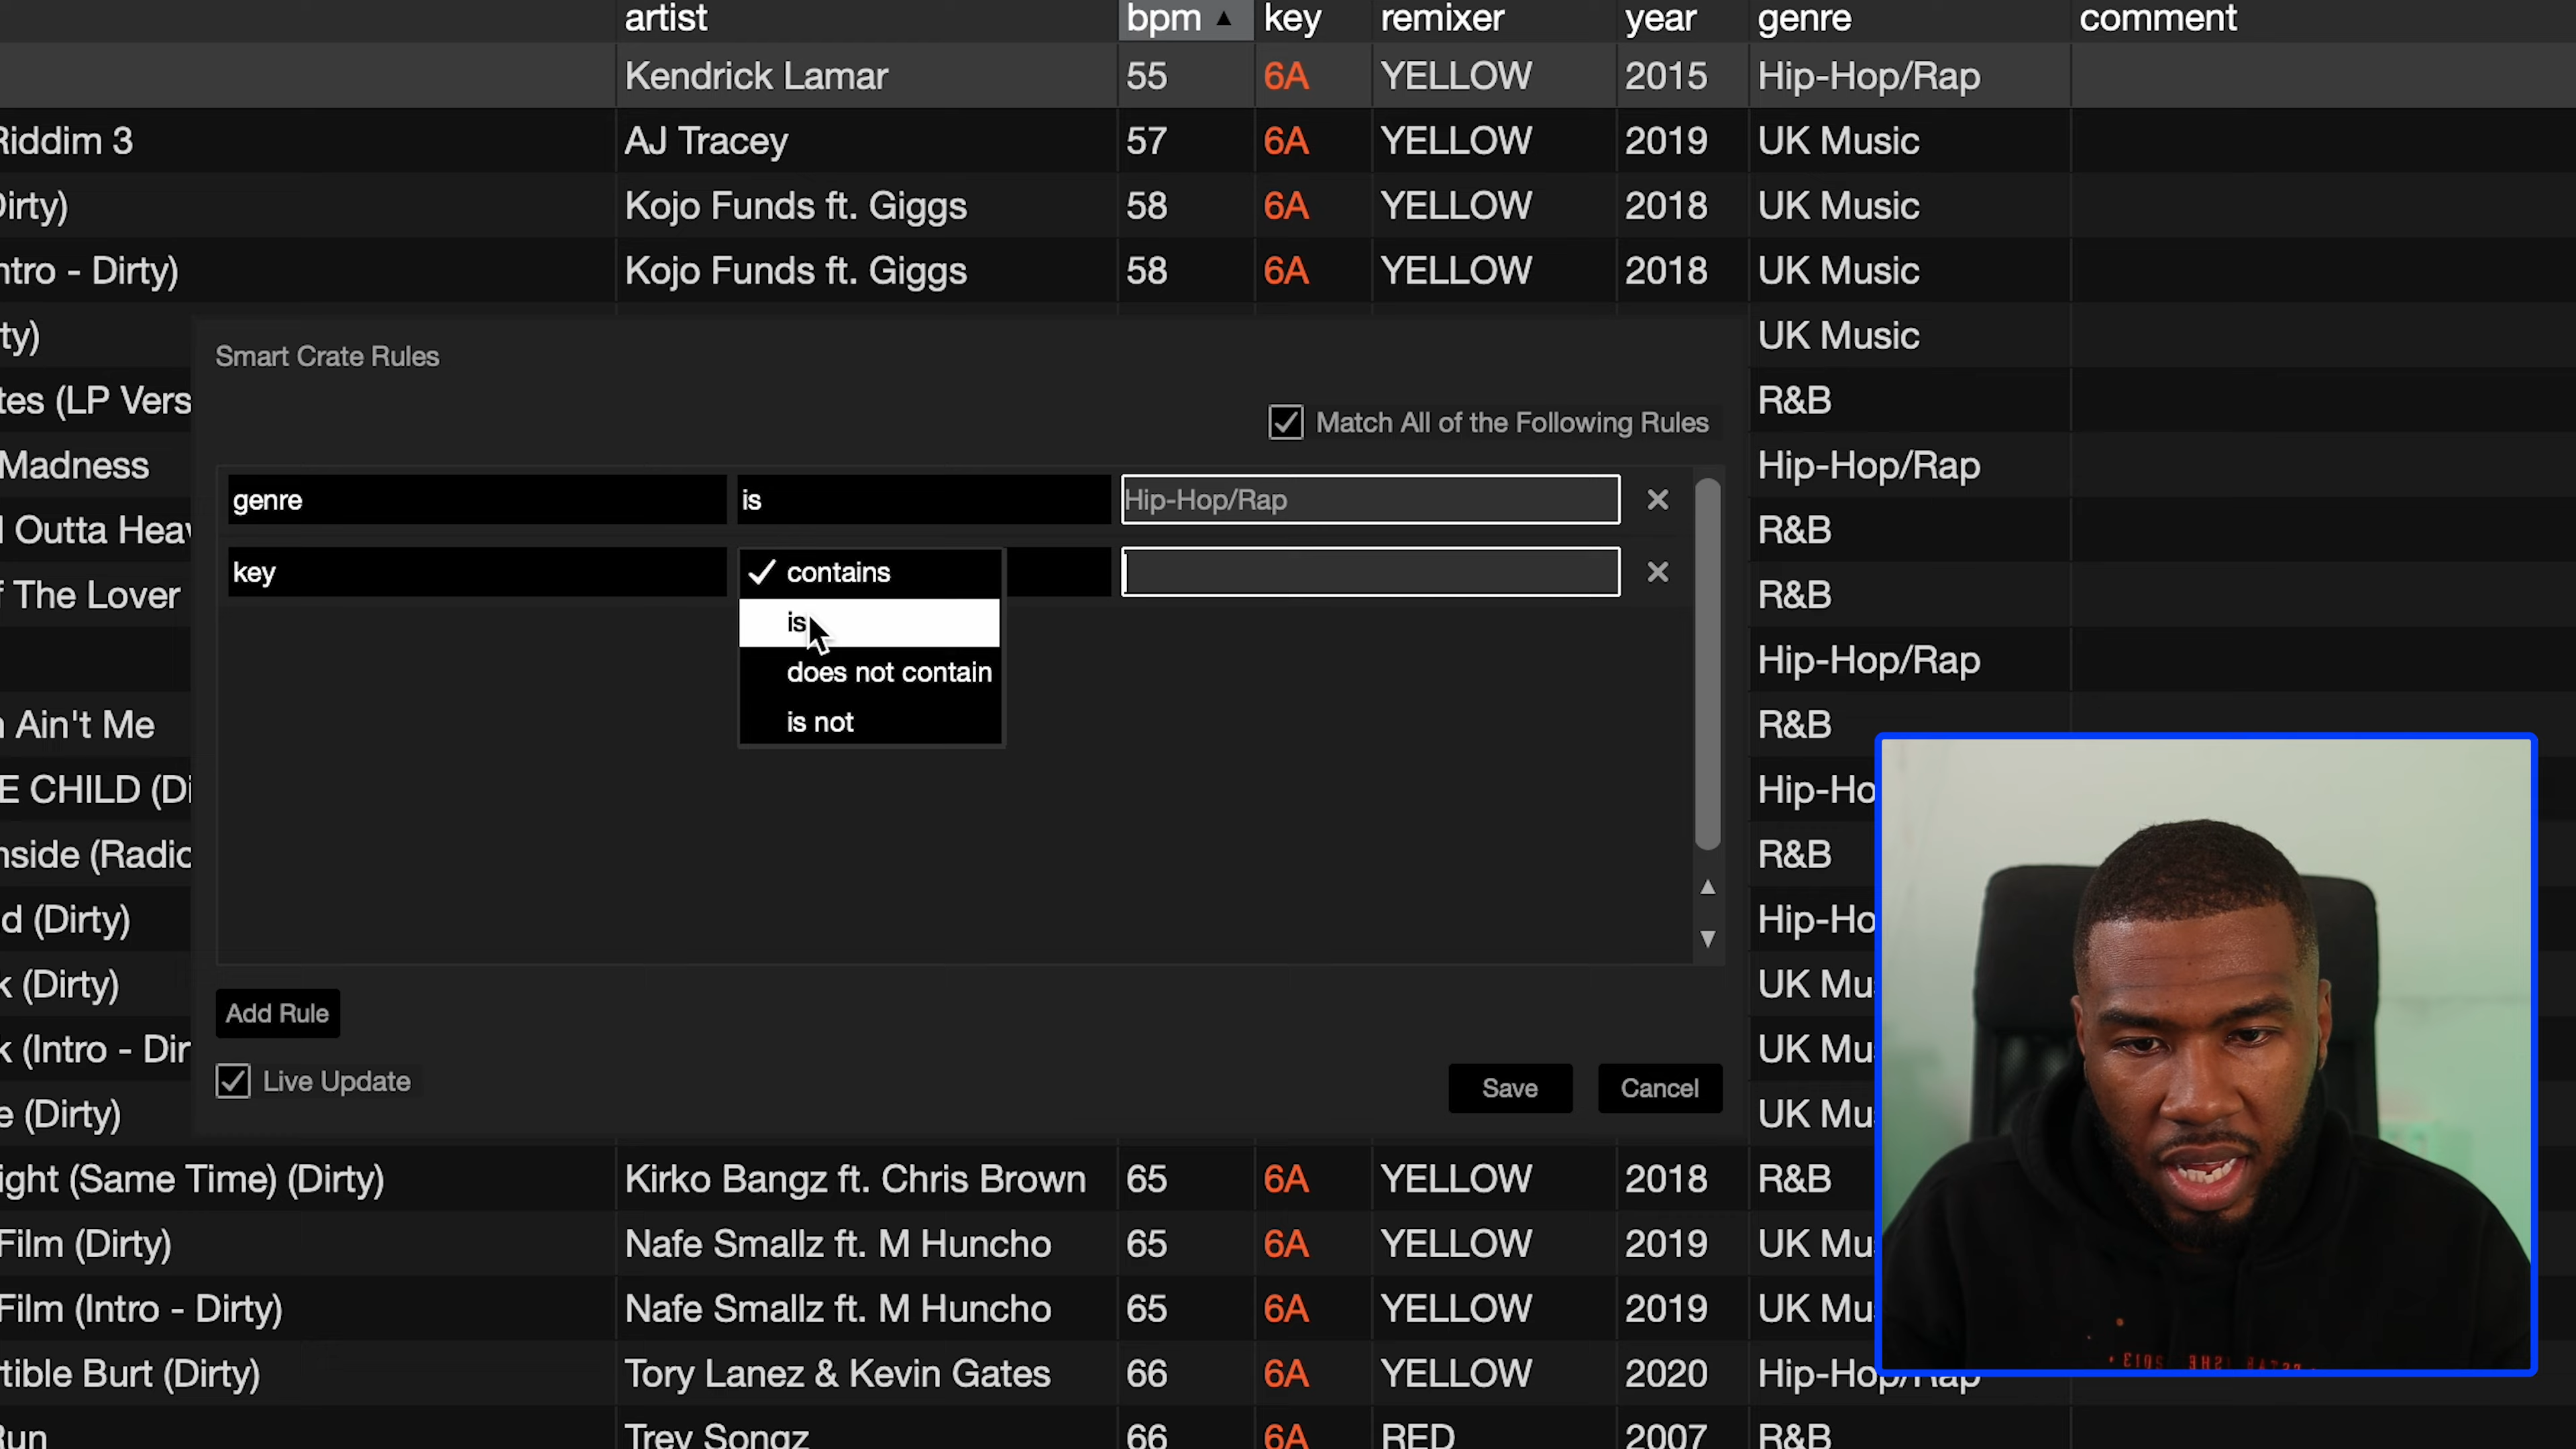 artist bpm ▲ key remixer year genre comment
Kendrick Lamar 55 6A YELLOW 2015 Hip-Hop/Rap
Riddim 3 AJ Tracey 57 6A YELLOW 2019 UK Music
Dirty) Kojo Funds ft. Giggs 58 6A YELLOW 2018 UK Music
ntro - Dirty) Kojo Funds ft. Giggs 58 6A YELLOW 2018 UK Music
ty) UK Music
Smart Crate Rules
tes (LP Vers R&B
Match All of the Following Rules
Madness Hip-Hop/Rap
genre is Hip-Hop/Rap
Outta Heav R&B
key contains
f The Lover R&B
is
Hip-Hop/Rap
does not contain
is not
Ain't Me R&B
E CHILD (Di Hip-Ho
nside (Radio R&B
d (Dirty) Hip-Ho
k (Dirty) UK Mu
Add Rule
k (Intro - Dir UK Mu
Live Update
Save Cancel
e (Dirty) UK Mu
ight (Same Time) (Dirty) Kirko Bangz ft. Chris Brown 65 6A YELLOW 2018 R&B
Film (Dirty) Nafe Smallz ft. M Huncho 65 6A YELLOW 2019 UK Mu
Film (Intro - Dirty) Nafe Smallz ft. M Huncho 65 6A YELLOW 2019 UK Mu
tible Burt (Dirty) Tory Lanez & Kevin Gates 66 6A YELLOW 2020 Hip-Hop/Rap
Run Trey Songz 66 6A RED 2007 R&B